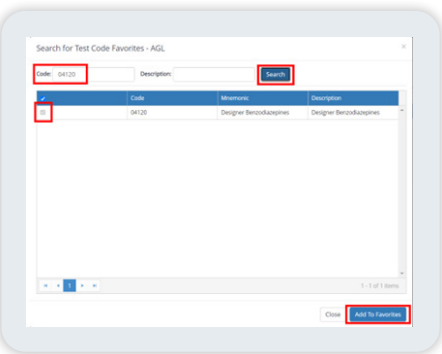 Search for Test Code Favorites - AGL ×
Code: 04120 Description: Search
Code Mnemonic Description
04120 Designer Benzodiazepines Designer Benzodiazepines
1 1 - 1 of 1 items
Close Add To Favorites